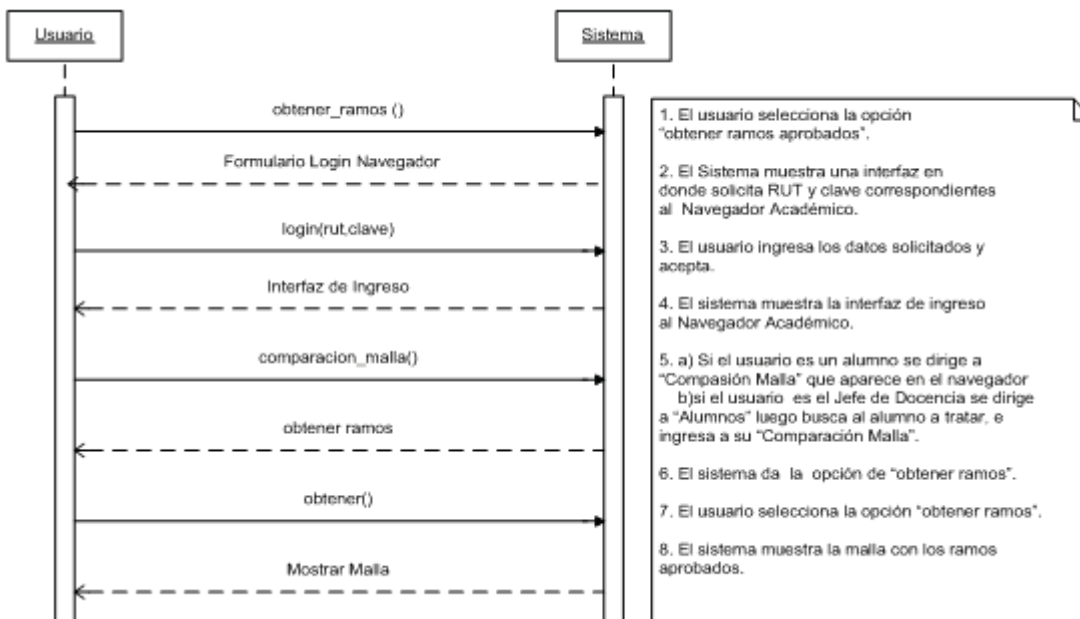 Usuario
Sistema
obtener_ramos ()
Formulario Login Navegador
login(rut,clave)
Interfaz de Ingreso
comparacion_malla()
obtener ramos
obtener()
Mostrar Malla
1. El usuario selecciona la opción
"obtener ramos aprobados".
2. El Sistema muestra una interfaz en
donde solicita RUT y clave correspondientes
al Navegador Académico.
3. El usuario ingresa los datos solicitados y
acepta.
4. El sistema muestra la interfaz de ingreso
al Navegador Académico.
5. a) Si el usuario es un alumno se dirige a
"Compasión Malla" que aparece en el navegador
b)si el usuario es el Jefe de Docencia se dirige
a "Alumnos" luego busca al alumno a tratar, e
ingresa a su "Comparación Malla".
6. El sistema da la opción de "obtener ramos".
7. El usuario selecciona la opción "obtener ramos".
8. El sistema muestra la malla con los ramos
aprobados.